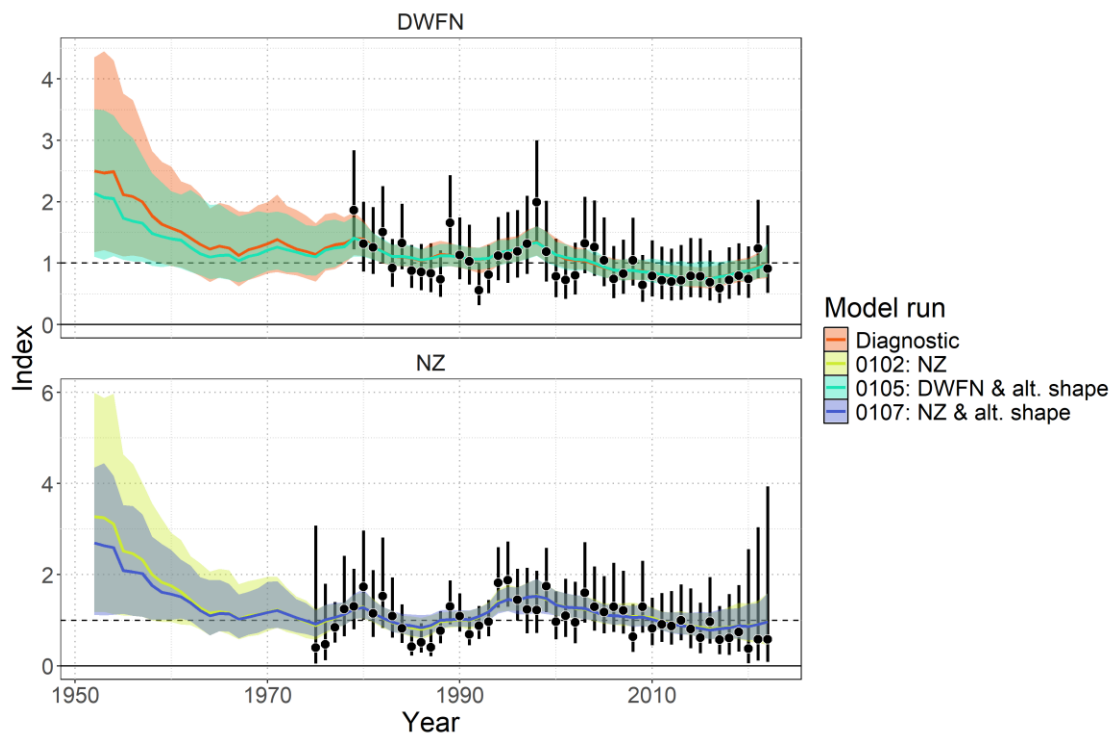 DWFN
4
3
2
1
0
NZ
6
4
2
0
1950
1970
1990
2010
Year
Index
Model run
Diagnostic
0102: NZ
0105: DWFN & alt. shape
0107: NZ & alt. shape